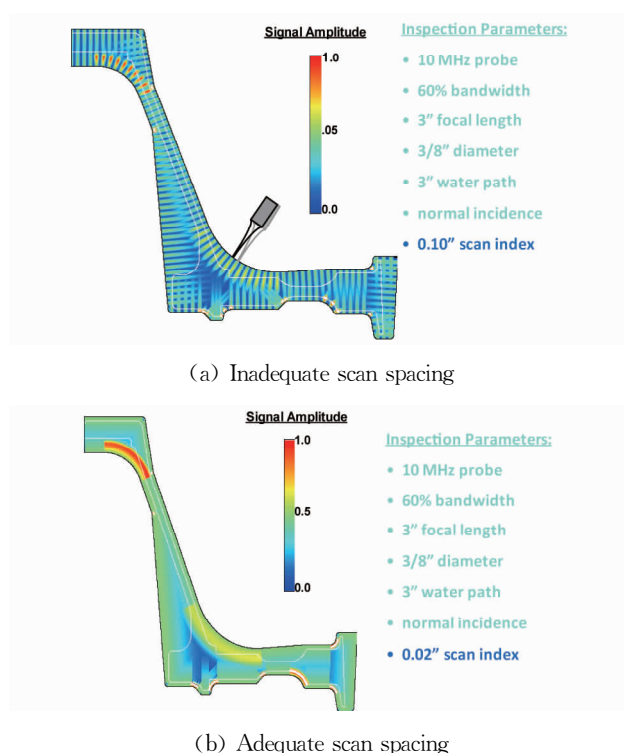 Signal Amplitude
1.0
.05
0.0
Inspection Parameters:
• 10 MHz probe
• 60% bandwidth
• 3” focal length
• 3/8” diameter
• 3” water path
• normal incidence
• 0.10” scan index
(a) Inadequate scan spacing
Signal Amplitude
1.0
0.5
0.0
Inspection Parameters:
• 10 MHz probe
• 60% bandwidth
• 3” focal length
• 3/8” diameter
• 3” water path
• normal incidence
• 0.02” scan index
(b) Adequate scan spacing